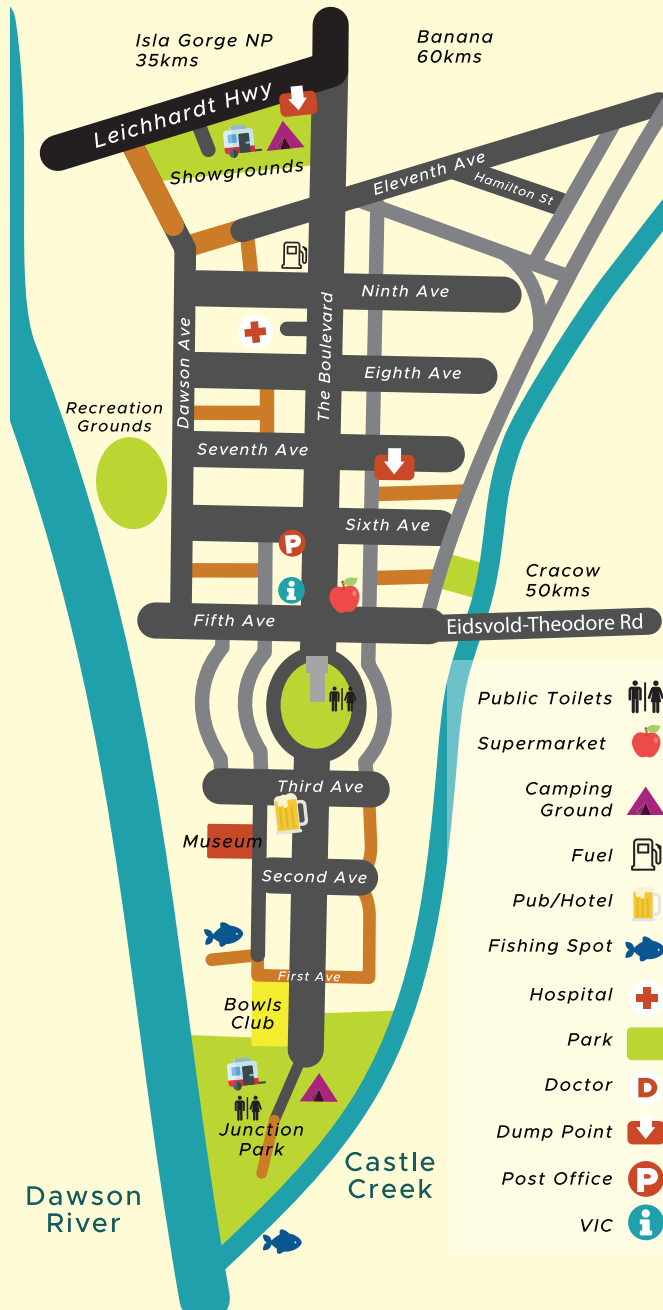 Isla Gorge NP
35kms
Banana
60kms
Leichhardt Hwy
Showgrounds
Eleventh Ave
Hamilton St
Ninth Ave
The Boulevard
Dawson Ave
Eighth Ave
Recreation
Grounds
Seventh Ave
Sixth Ave
P
i
Cracow
50kms
Fifth Ave
Eidsvold-Theodore Rd
Third Ave
Museum
Second Ave
First Ave
Bowls
Club
Junction
Park
Castle
Creek
Dawson
River
Public Toilets
Supermarket
Camping
Ground
Fuel
Pub/Hotel
Fishing Spot
Hospital
Park
Doctor D
Dump Point
Post Office P
VIC i